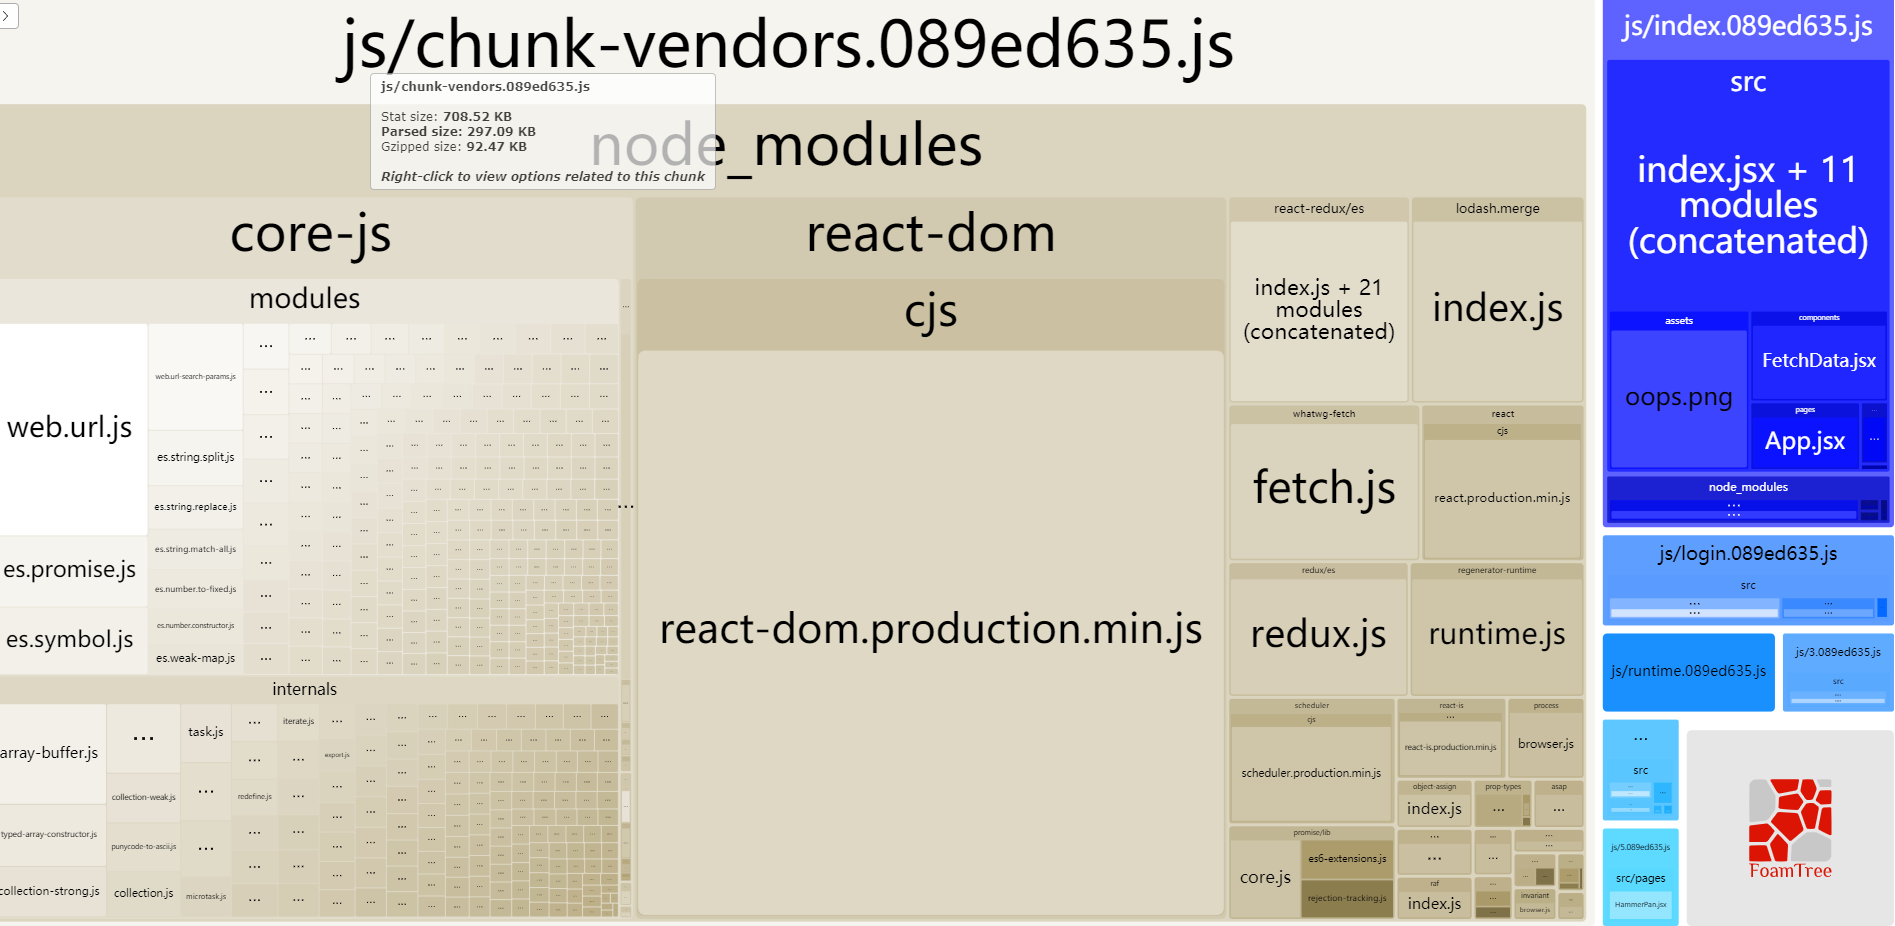 js/chunk-vendors.089ed635.js
js/chunk-vendors.089ed635.js
Stat size: 708.52 KB
Parsed size: 297.09 KB
Gzipped size: 92.47 KB
Right-click to view options related to this chunk
node_modules
core-js
modules
web.url.js
es.promise.js
es.symbol.js
web.url-search-params.js
es.string.split.js
es.string.replace.js
es.string.match-all.js
es.number.to-fixed.js
es.number.constructor.js
es.weak-map.js
internals
array-buffer.js
typed-array-constructor.js
collection-strong.js
...
collection-weak.js
punycode-to-ascii.js
collection.js
task.js
...
...
microtask.js
redefine.js
iterate.js
export.js
react-dom
cjs
react-dom.production.min.js
react-redux/es
index.js + 21
modules
(concatenated)
lodash.merge
index.js
whatwg-fetch
fetch.js
react
cjs
react.production.min.js
redux/es
redux.js
regenerator-runtime
runtime.js
scheduler
cjs
scheduler.production.min.js
react-is
...
react-is.production.min.js
process
browser.js
object-assign
index.js
prop-types
...
asap
...
promise/lib
core.js
es6-extensions.js
rejection-tracking.js
raf
index.js
invariant
browser.js
js/index.089ed635.js
src
index.jsx + 11
modules
(concatenated)
assets
oops.png
components
FetchData.jsx
pages
App.jsx
...
node_modules
...
...
js/login.089ed635.js
src
...
...
js/runtime.089ed635.js
js/3.089ed635.js
src
...
...
...
src
js/5.089ed635.js
src/pages
HammerPan.jsx
FoamTree